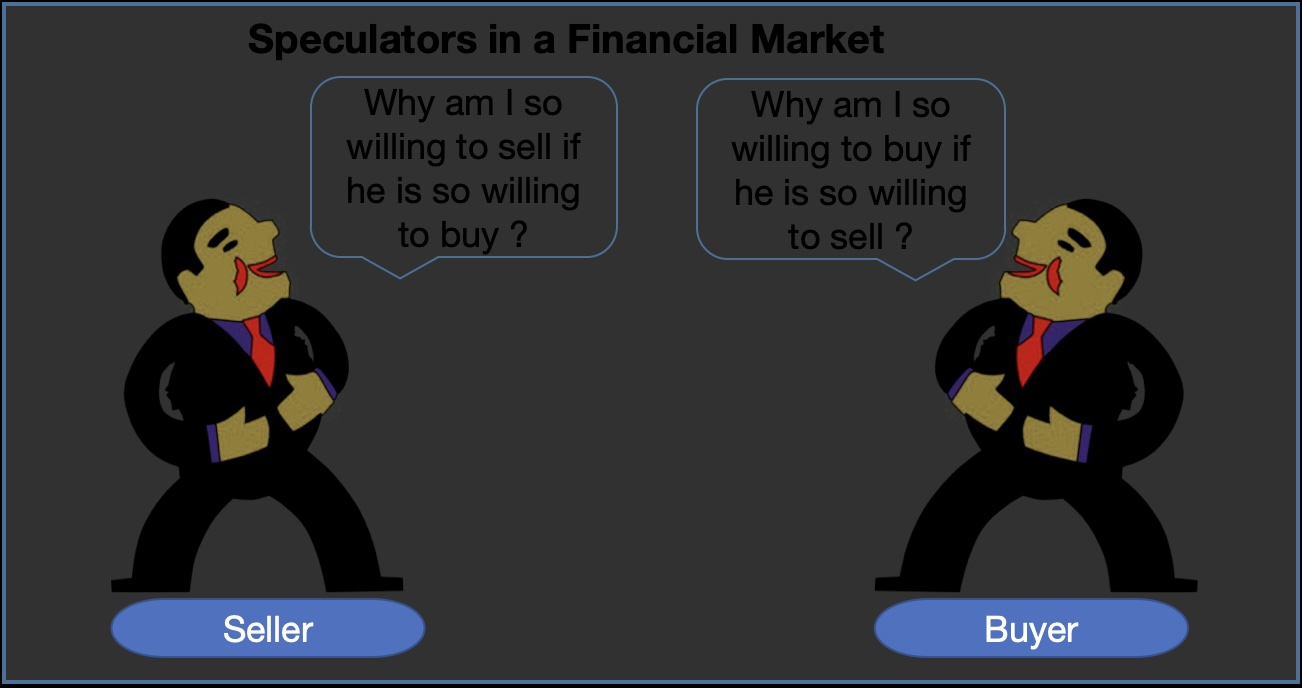 Speculators in a Financial Market
Why am I so
willing to sell if
he is so willing
to buy ?
Why am I so
willing to buy if
he is so willing
to sell ?
Seller
Buyer